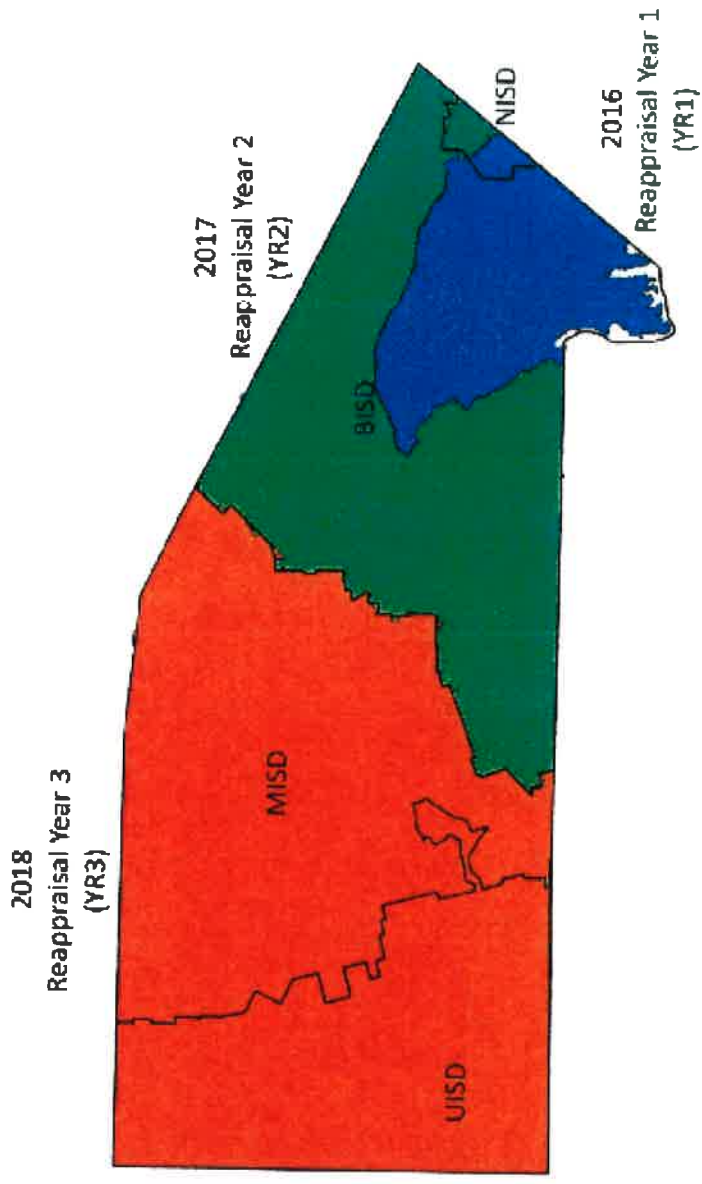 2018
Reappraisal Year 3
(YR3)
2017
Reappraisal Year 2
(YR2)
MISD
BISD
NISD
UISD
2016
Reappraisal Year 1
(YR1)